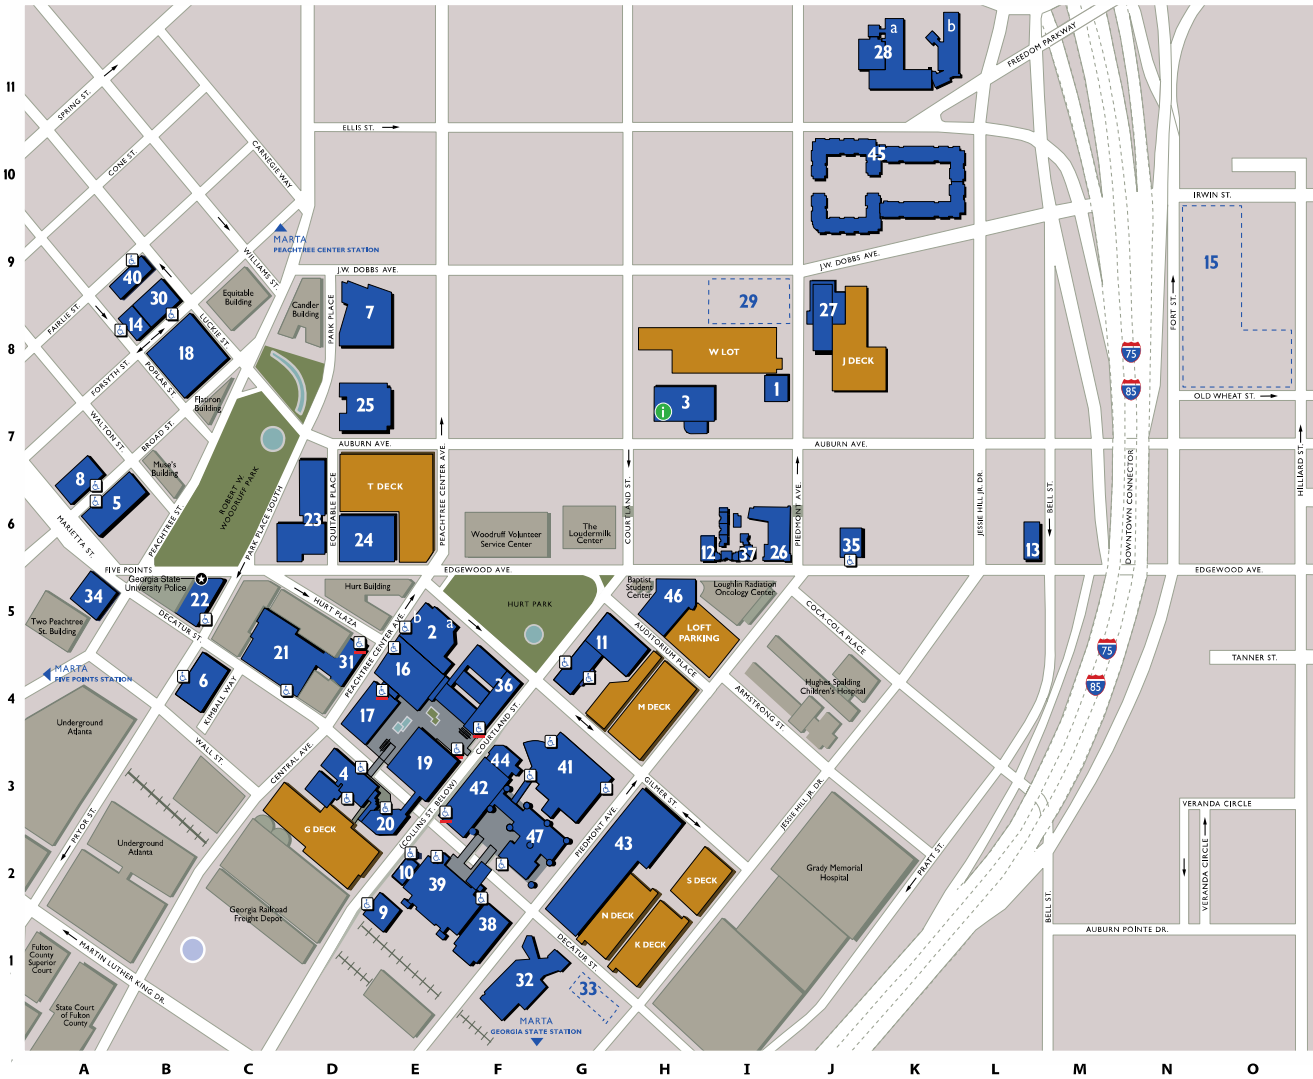 11
10
9
8
7
6
5
4
3
2
1
A
B
C
D
E
F
G
H
I
J
K
L
M
N
O
a
b
28
FREEDOM PARKWAY
SPRING ST.
ELLIS ST.
CONE ST.
CARNEGIE WAY
45
IRWIN ST.
MARTA
PEACHTREE CENTER STATION
WILLIAMS ST.
J.W. DOBBS AVE.
J.W. DOBBS AVE.
15
40
30
14
18
FAIRLIE ST.
LUCKIE ST
Equitable
Building
Candler
Building
PARK PLACE
7
29
27
FORT ST.
W LOT
J DECK
75
85
FORSYTH ST.
POPLAR ST.
Flatiron
Building
25
3
i
1
OLD WHEAT ST.
WALTON ST.
BROAD ST.
AUBURN AVE.
AUBURN AVE.
8
5
Muse's
Building
ROBERT W.
WOODRUFF PARK
PEACHTREE ST.
PARK PLACE SOUTH
EQUITABLE PLACE
T DECK
PEACHTREE CENTER AVE.
COURTLAND ST.
PIEDMONT AVE.
JESSIE HILL JR. DR.
BELL ST.
DOWNTOWN CONNECTOR
HILLIARD ST.
23
24
Woodruff Volunteer
Service Center
The
Loudermilk
Center
12
37
26
35
13
MARIETTA ST.
FIVE POINTS
Georgia State
University Police
EDGEWOOD AVE.
EDGEWOOD AVE.
34
22
Hurt Building
HURT PLAZA
HURT PARK
Baptist
Student
Center
46
Loughlin Radiation
Oncology Center
COCA-COLA PLACE
Two Peachtree
St. Building
DECATUR ST.
21
31
PEACHTREE CENTER AVE.
b
2
a
16
11
AUDITORIUM PLACE
LOFT
PARKING
75
TANNER ST.
MARTA
FIVE POINTS STATION
6
KIMBALL WAY
36
Hughes Spalding
Children's Hospital
85
ARMSTRONG ST.
M DECK
17
Underground
Atlanta
WALL ST.
CENTRAL AVE.
COURTLAND ST.
(COLLINS ST. BELOW)
19
44
41
4
42
GILMER ST.
JESSIE HILL JR. DR.
VERANDA CIRCLE
PRYOR ST.
G DECK
20
47
PIEDMONT AVE.
43
PRATT ST.
VERANDA CIRCLE
Underground
Atlanta
10
39
S DECK
Grady Memorial
Hospital
Georgia Railroad
Freight Depot
9
38
N DECK
K DECK
BELL ST.
AUBURN POINTE DR.
DECATUR ST.
MARTIN LUTHER KING DR.
Fulton
County
Superior
Court
State Court
of Fulton
County
32
33
MARTA
GEORGIA STATE STATION